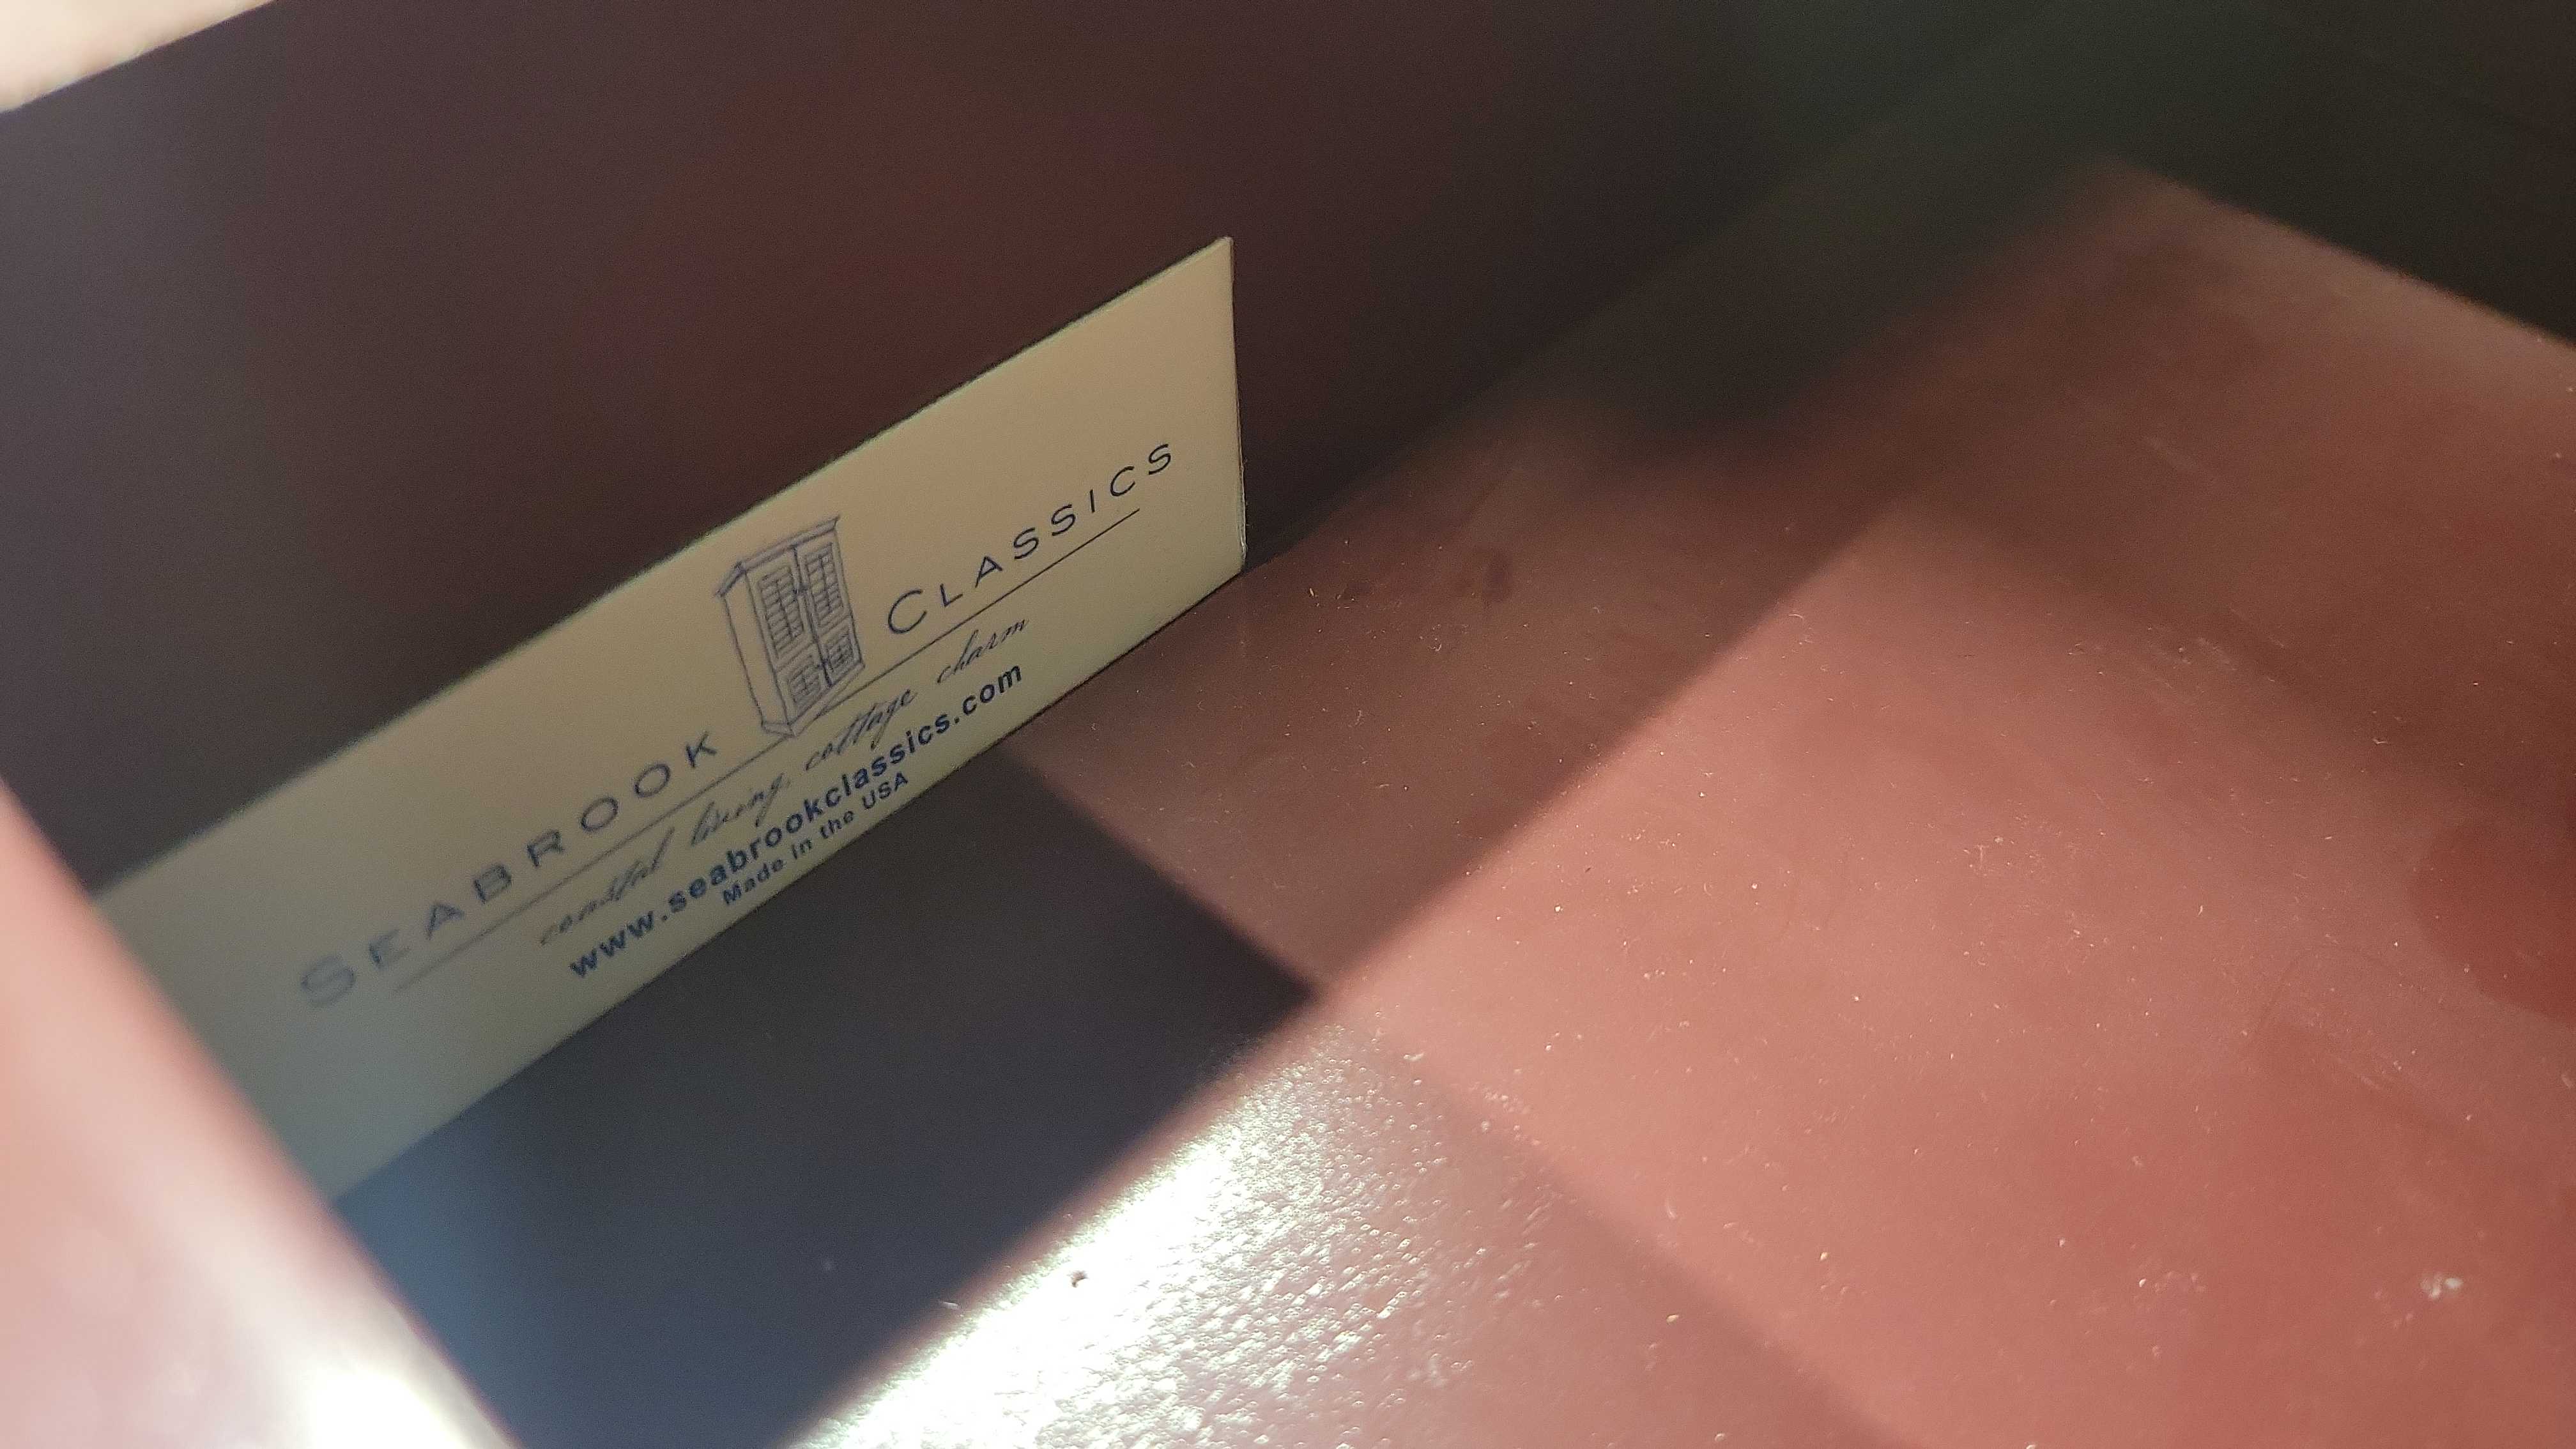 SEABROOK CLASSICS
coastal living, cottage charm
www.seabrookclassics.com
Made in the USA